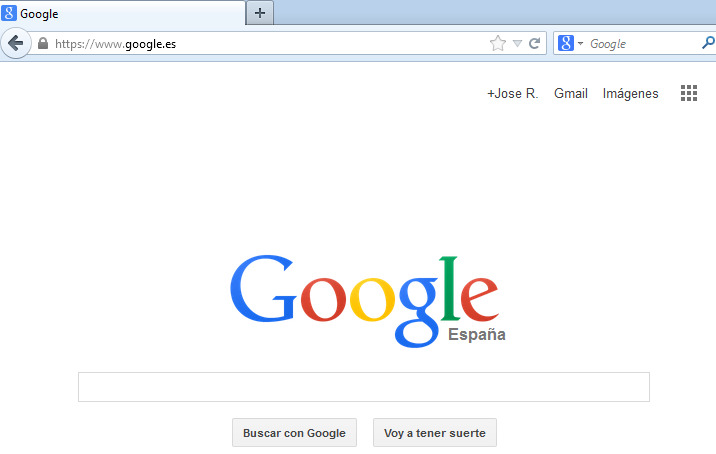 Google
https://www.google.es
Google
+Jose R. Gmail Imágenes
Google
España
Buscar con Google Voy a tener suerte